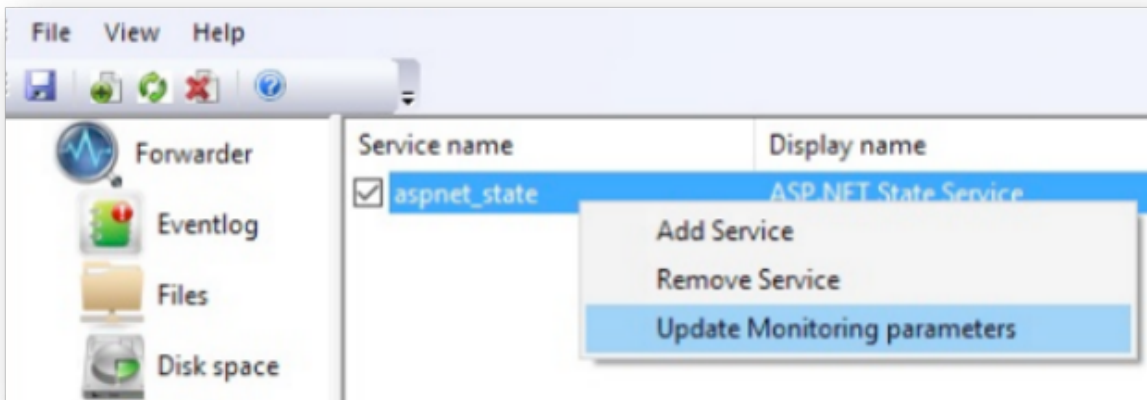 File View Help
Forwarder
Eventlog
Files
Disk space
Service name Display name
aspnet_state ASP.NET State Service
Add Service
Remove Service
Update Monitoring parameters